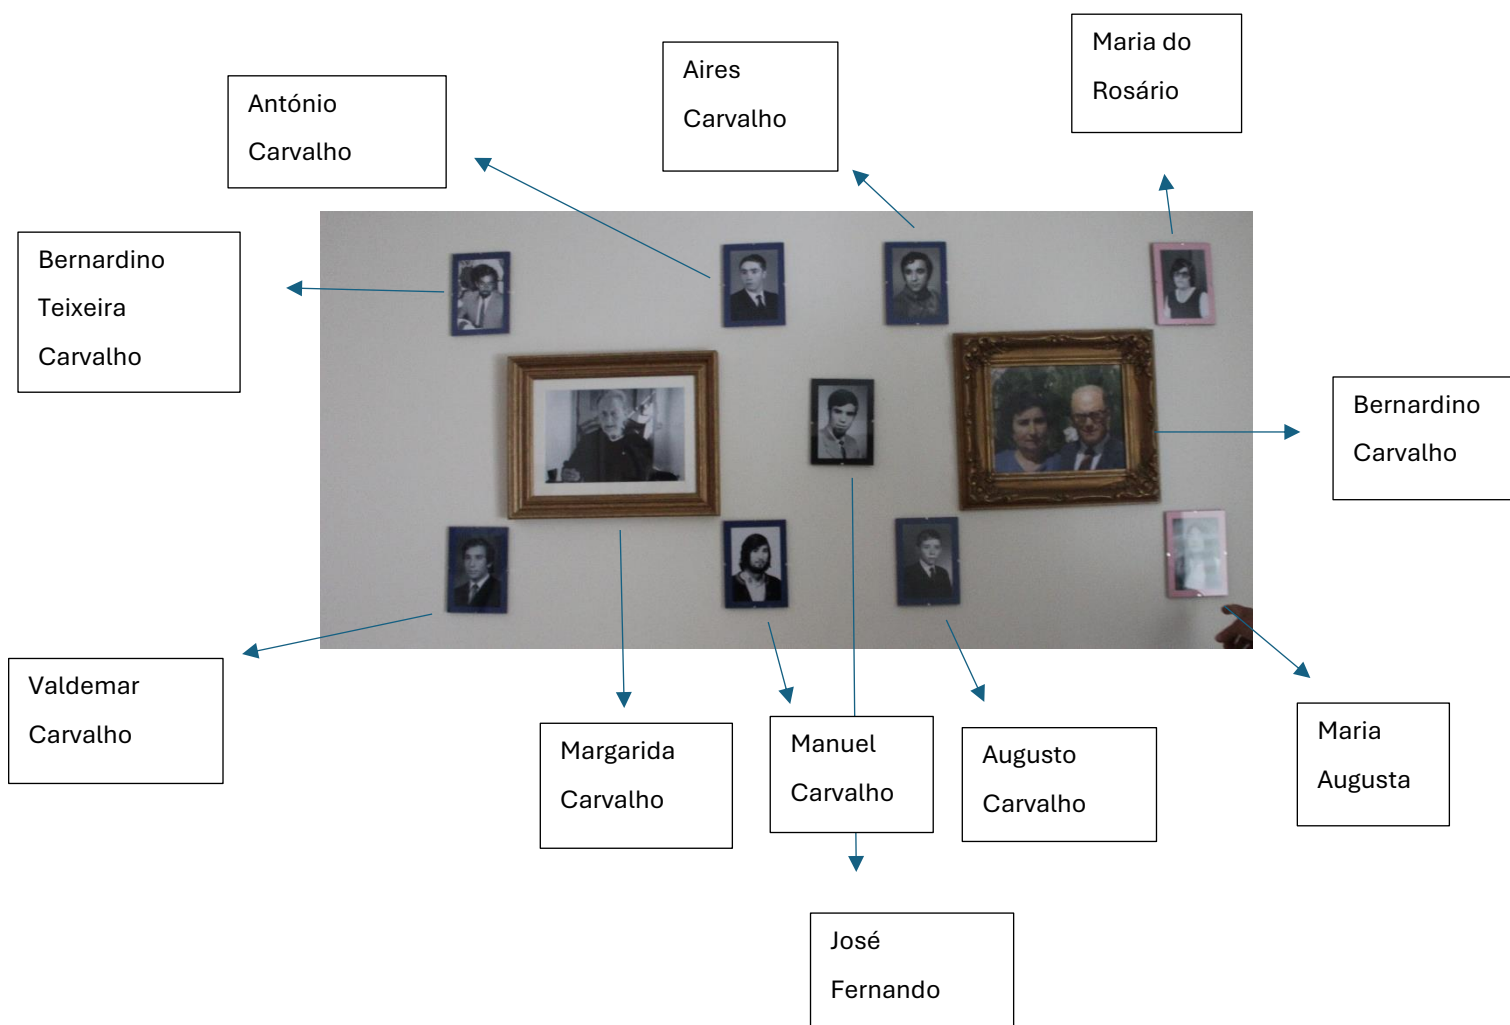 Maria do
Rosário
Aires
Carvalho
António
Carvalho
Bernardino
Teixeira
Carvalho
Bernardino
Carvalho
Valdemar
Carvalho
Margarida
Carvalho
Manuel
Carvalho
Augusto
Carvalho
Maria
Augusta
José
Fernando